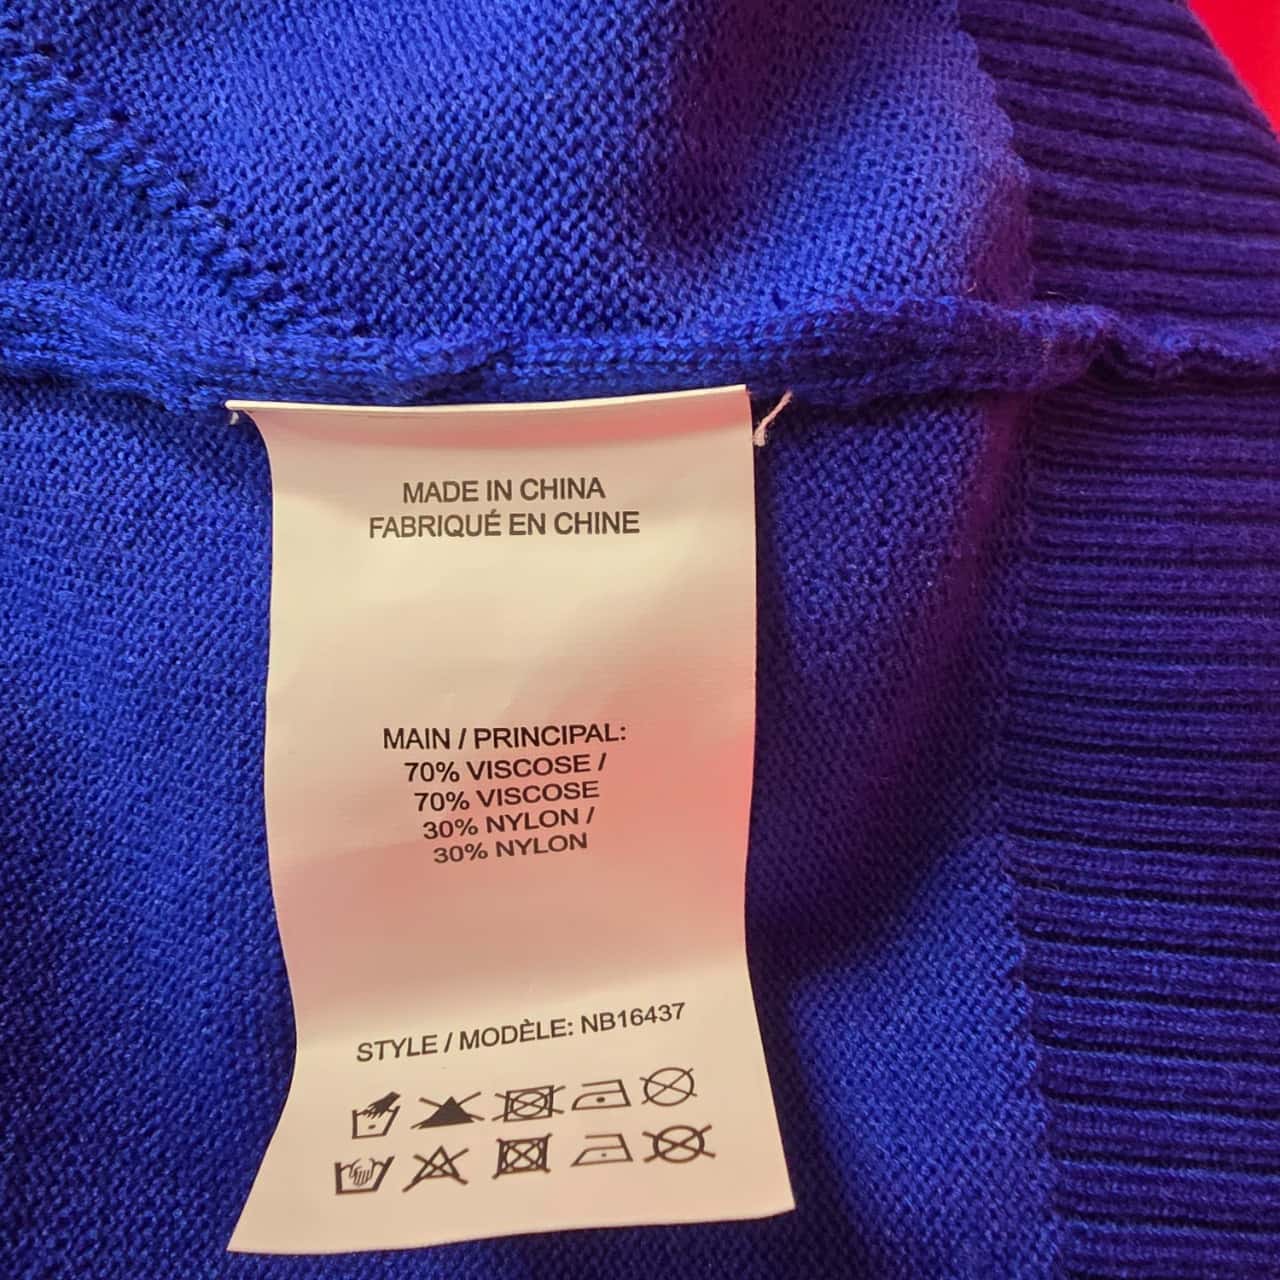 MADE IN CHINA
FABRIQUÉ EN CHINE
MAIN / PRINCIPAL:
70% VISCOSE /
70% VISCOSE
30% NYLON /
30% NYLON
STYLE / MODÈLE: NB16437